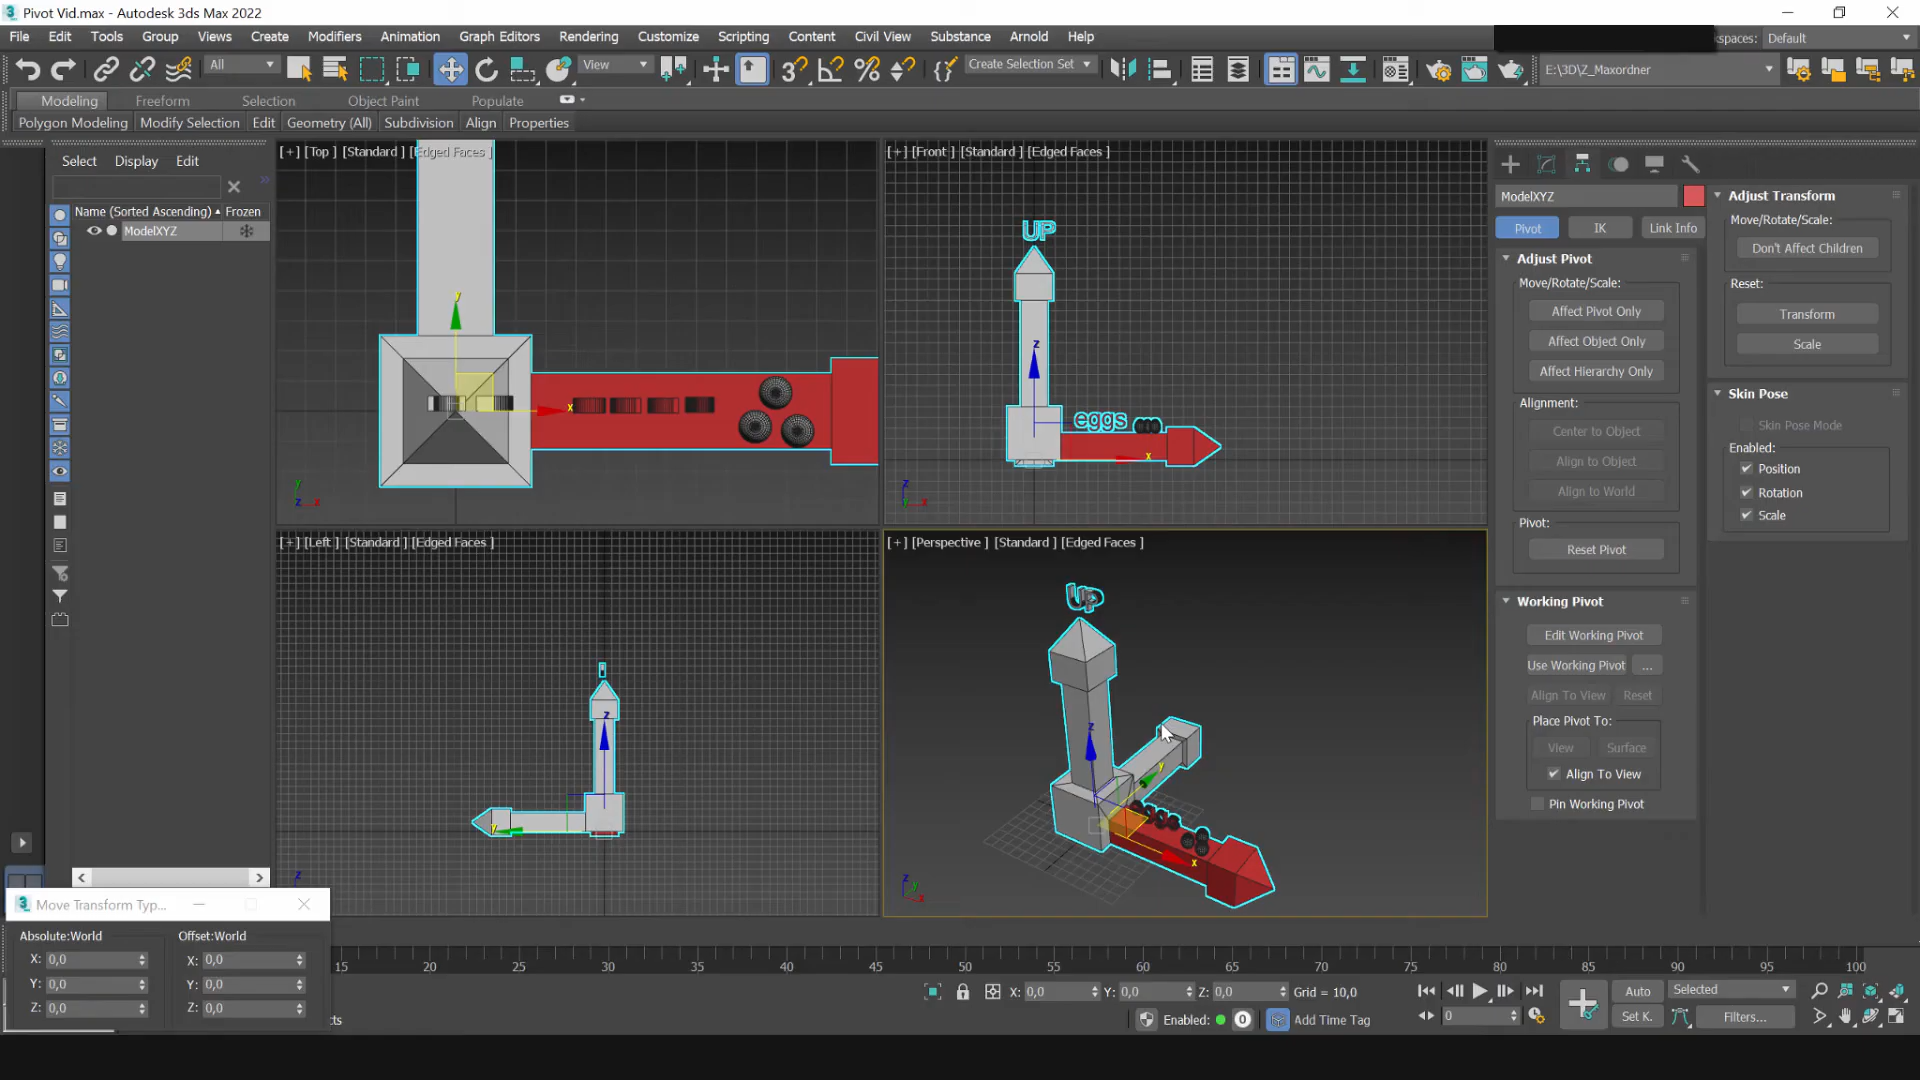 Pivot Vid.max - Autodesk 3ds Max 2022
File Edit Tools Group Views Create Modifiers Animation Graph Editors Rendering Customize Scripting Content Civil View Substance Arnold Help
kspaces: Default
All View Create Selection Set E:\3D\Z_Maxordner
Modeling Freeform Selection Object Paint Populate
Polygon Modeling Modify Selection Edit Geometry (All) Subdivision Align Properties
Select Display Edit
Name (Sorted Ascending) Frozen
ModelXYZ
[+] [Top ] [Standard ] [Edged Faces ]
y
x
y
z x
[+] [Front ] [Standard ] [Edged Faces ]
UP
z
eggs
x
z
y x
[+] [Left ] [Standard ] [Edged Faces ]
z
y
z
[+] [Perspective ] [Standard ] [Edged Faces ]
Up
z
y
x
z
y
x
ModelXYZ
Pivot IK Link Info
Adjust Pivot
Move/Rotate/Scale:
Affect Pivot Only
Affect Object Only
Affect Hierarchy Only
Alignment:
Center to Object
Align to Object
Align to World
Pivot:
Reset Pivot
Working Pivot
Edit Working Pivot
Use Working Pivot ...
Align To View Reset
Place Pivot To:
View Surface
Align To View
Pin Working Pivot
Adjust Transform
Move/Rotate/Scale:
Don't Affect Children
Reset:
Transform
Scale
Skin Pose
Skin Pose Mode
Enabled:
Position
Rotation
Scale
Move Transform Typ...
Absolute:World Offset:World
X: 0,0 X: 0,0
Y: 0,0 Y: 0,0
Z: 0,0 Z: 0,0
15 20 25 30 35 40 45 50 55 60 65 70 75 80 85 90 95 100
X: 0,0 Y: 0,0 Z: 0,0 Grid = 10,0
cts
Enabled: 0 Add Time Tag
Auto Selected
0 Set K. Filters...